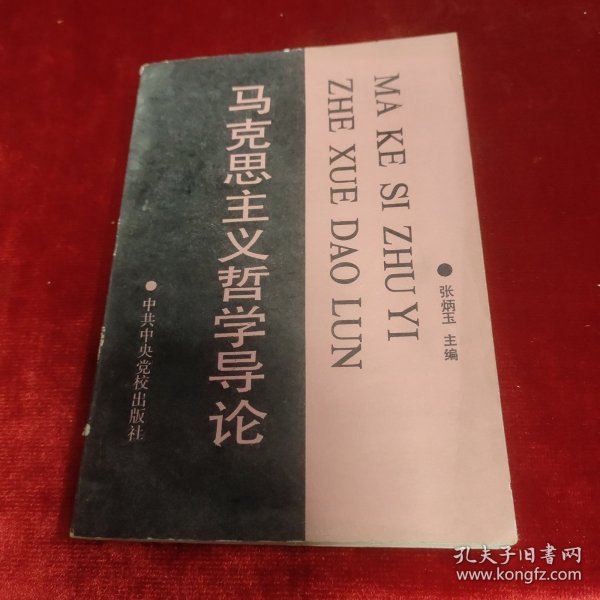 马克思主义哲学导论
MA KE SI ZHU YI
ZHE XUE DAO LUN
●张炳玉 主编
●中共中央党校出版社
孔夫子旧书网
www.kongfz.com